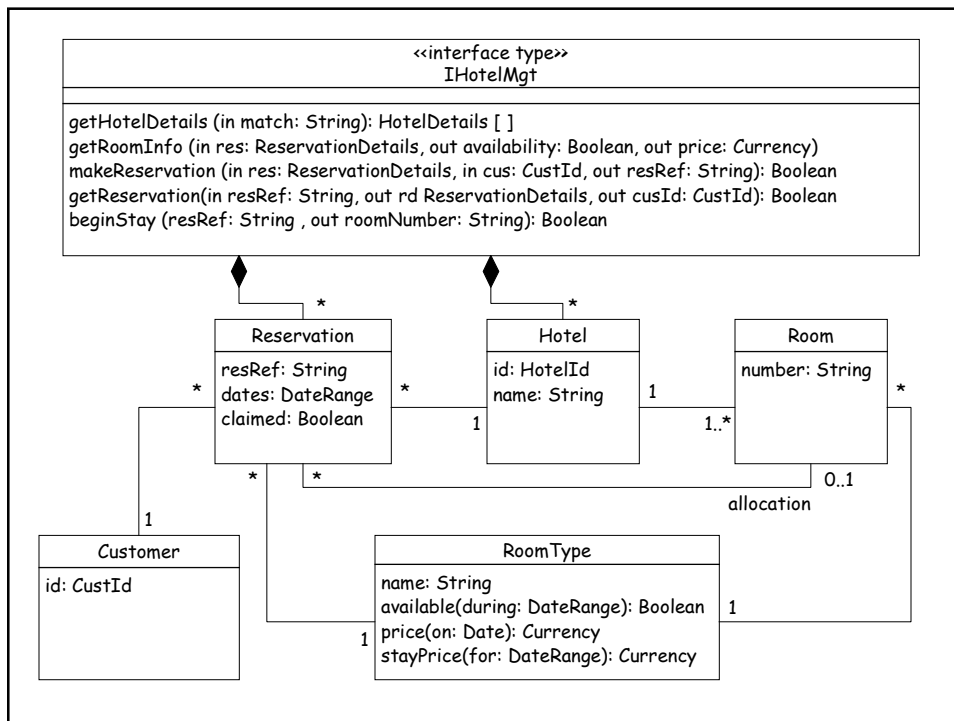 <<interface type>>
IHotelMgt
getHotelDetails (in match: String): HotelDetails [ ]
getRoomInfo (in res: ReservationDetails, out availability: Boolean, out price: Currency)
makeReservation (in res: ReservationDetails, in cus: CustId, out resRef: String): Boolean
getReservation(in resRef: String, out rd ReservationDetails, out cusId: CustId): Boolean
beginStay (resRef: String , out roomNumber: String): Boolean
*
*
Reservation
resRef: String
dates: DateRange
claimed: Boolean
Hotel
id: HotelId
name: String
Room
number: String
*
*
1
1
1..*
*
*
*
0..1
allocation
1
Customer
id: CustId
RoomType
name: String
available(during: DateRange): Boolean
price(on: Date): Currency
stayPrice(for: DateRange): Currency
1
1